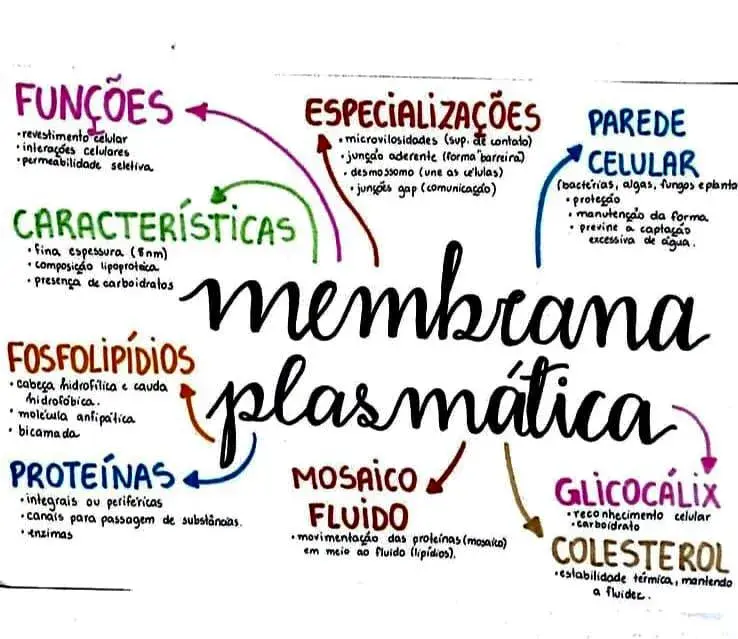 FUNÇÕES
• revestimento celular
• interações celulares
• permeabilidade seletiva
ESPECIALIZAÇÕES
• microvilosidades (sup. de contato)
• junção aderente (forma "barreira)
• desmossomo (une as células)
• junções gap (comunicação)
PAREDE
CELULAR
(bactérias, algas, fungos e planta
• proteção
• manutenção da forma
• previne a captação
excessiva de água.
CARACTERÍSTICAS
• fina espessura (8nm)
• composição lipoproteica
• presença de carboidratos
membrana
plasmática
FOSFOLIPÍDIOS
• cabeça hidrofílica e cauda
hidrofóbica.
• molécula anfipática
• bicamada
PROTEÍNAS
• integrais ou periféricas
• canais para passagem de substâncias.
• enzimas
MOSAICO
FLUIDO
• movimentação das proteínas (mosaico)
em meio ao fluido (lipídios).
GLICOCÁLIX
• reconhecimento celular
• carboidrato
COLESTEROL
• estabilidade térmica, mantendo
a fluidez.